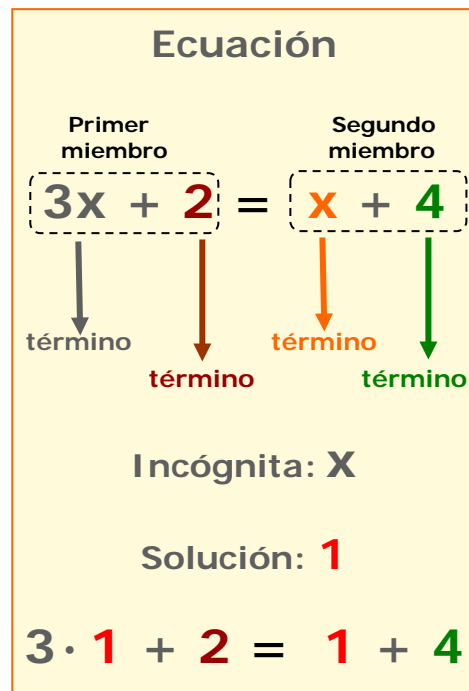 Ecuación
Primer miembro
Segundo miembro
3x + 2 = x + 4
término
término
término
término
Incógnita: x
Solución: 1
3 · 1 + 2 = 1 + 4